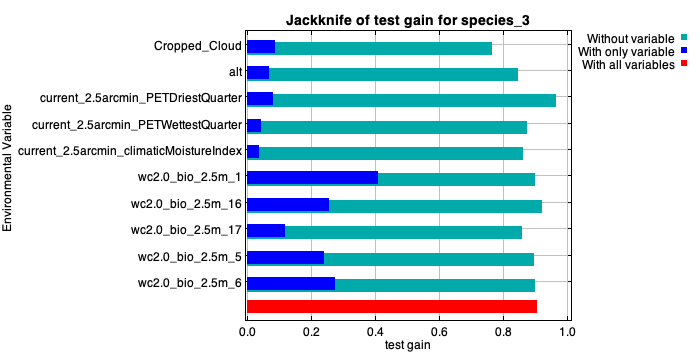 Jackknife of test gain for species_3
Without variable
With only variable
With all variables
Environmental Variable
Cropped_Cloud
alt
current_2.5arcmin_PETDriestQuarter
current_2.5arcmin_PETWettestQuarter
current_2.5arcmin_climaticMoistureIndex
wc2.0_bio_2.5m_1
wc2.0_bio_2.5m_16
wc2.0_bio_2.5m_17
wc2.0_bio_2.5m_5
wc2.0_bio_2.5m_6
0.0 0.2 0.4 0.6 0.8 1.0
test gain